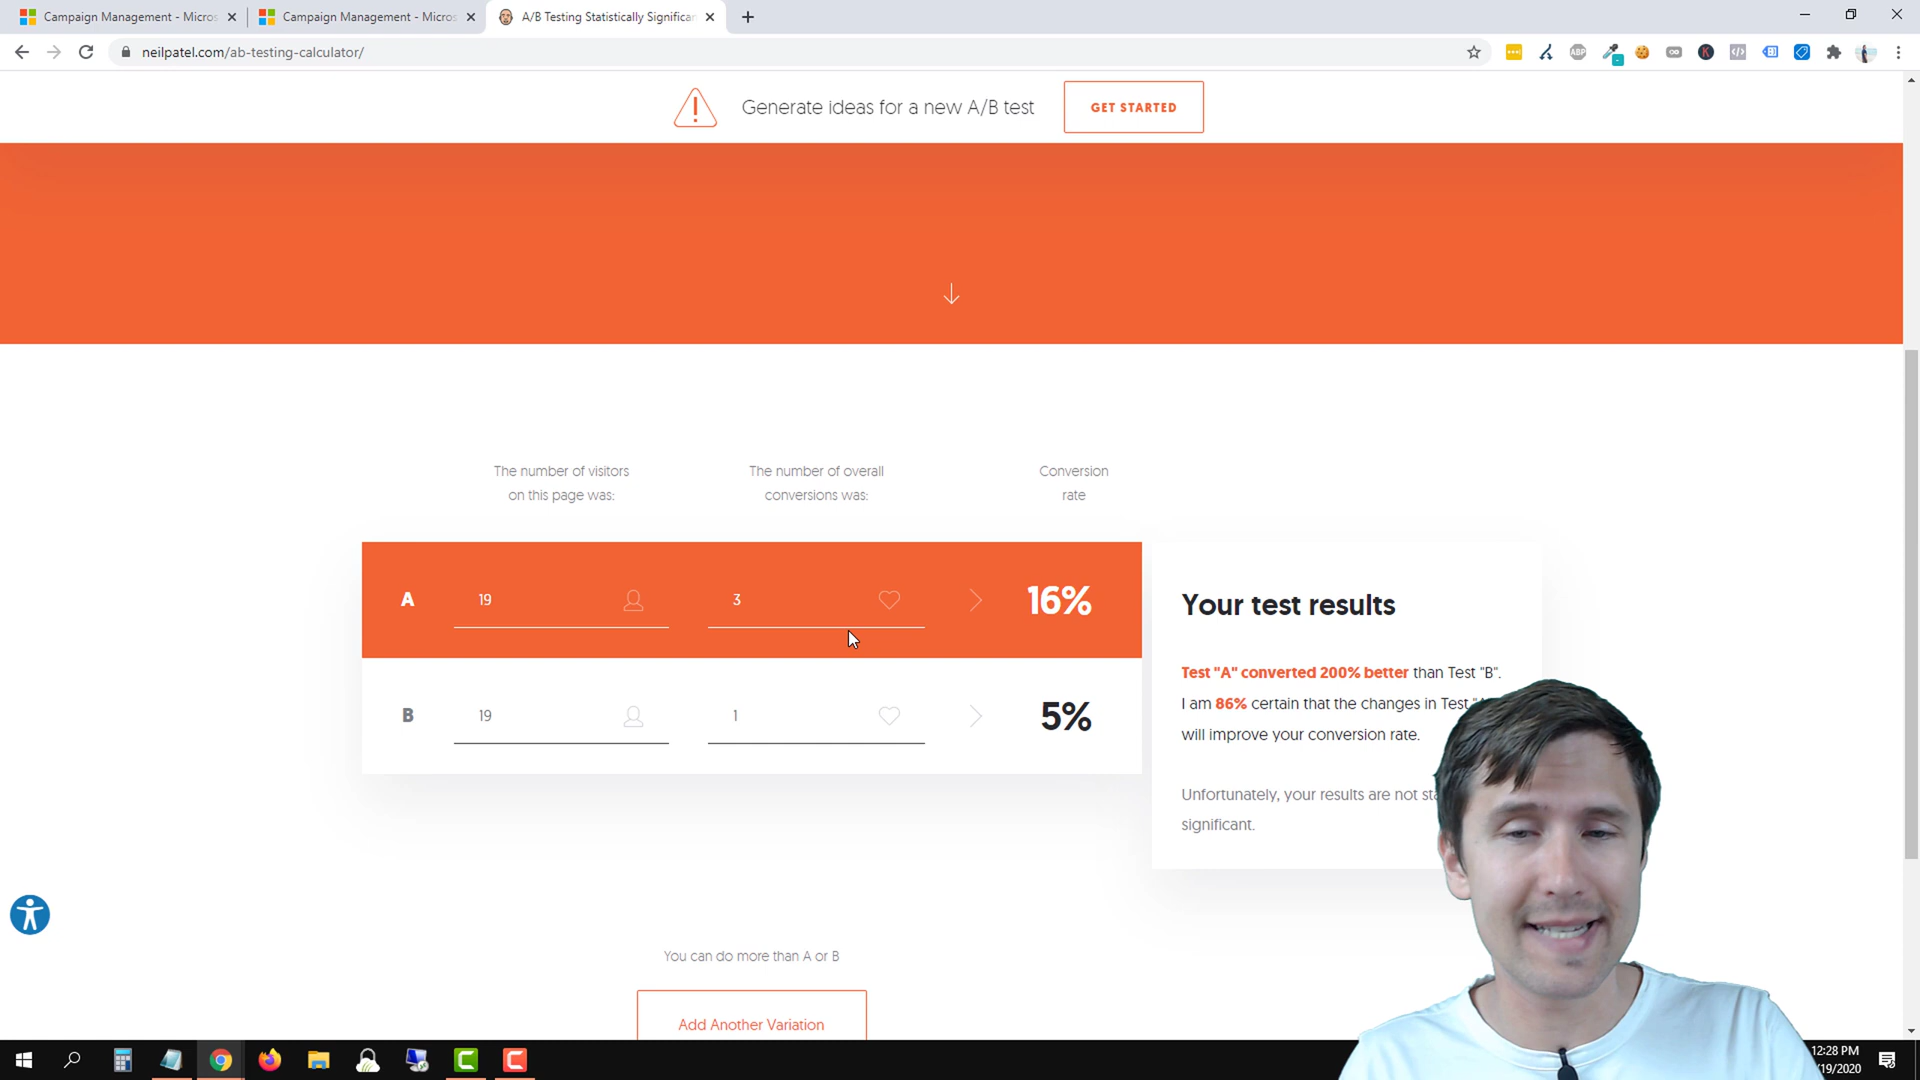 Campaign Management - Micros
Campaign Management - Micros
A/B Testing Statistically Significan
neilpatel.com/ab-testing-calculator/
ABP
Generate ideas for a new A/B test
GET STARTED
The number of visitors
on this page was:
The number of overall
conversions was:
Conversion
rate
A
19
3
16%
B
19
1
5%
Your test results
Test "A" converted 200% better than Test "B".
I am 86% certain that the changes in Test
will improve your conversion rate.
Unfortunately, your results are not
significant.
You can do more than A or B
Add Another Variation
12:28 PM
/19/2020